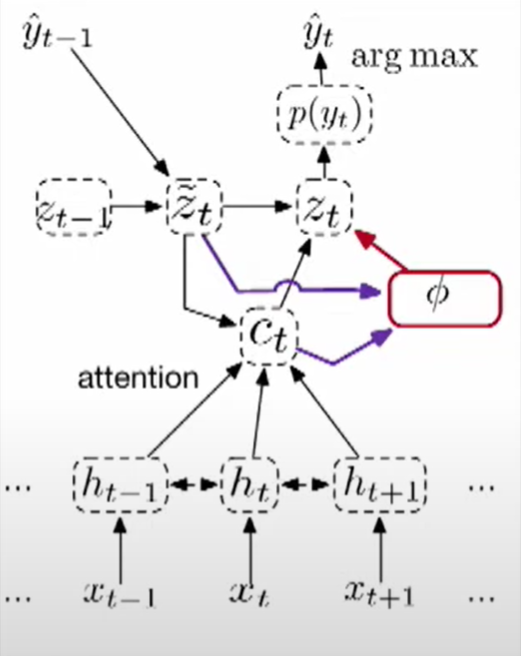 ŷ_{t−1} ŷ_t
arg max
p(y_t)
z_{t−1} z̃_t z_t
ϕ
c_t
attention
... h_{t−1} h_t h_{t+1} ...
... x_{t−1} x_t x_{t+1} ...